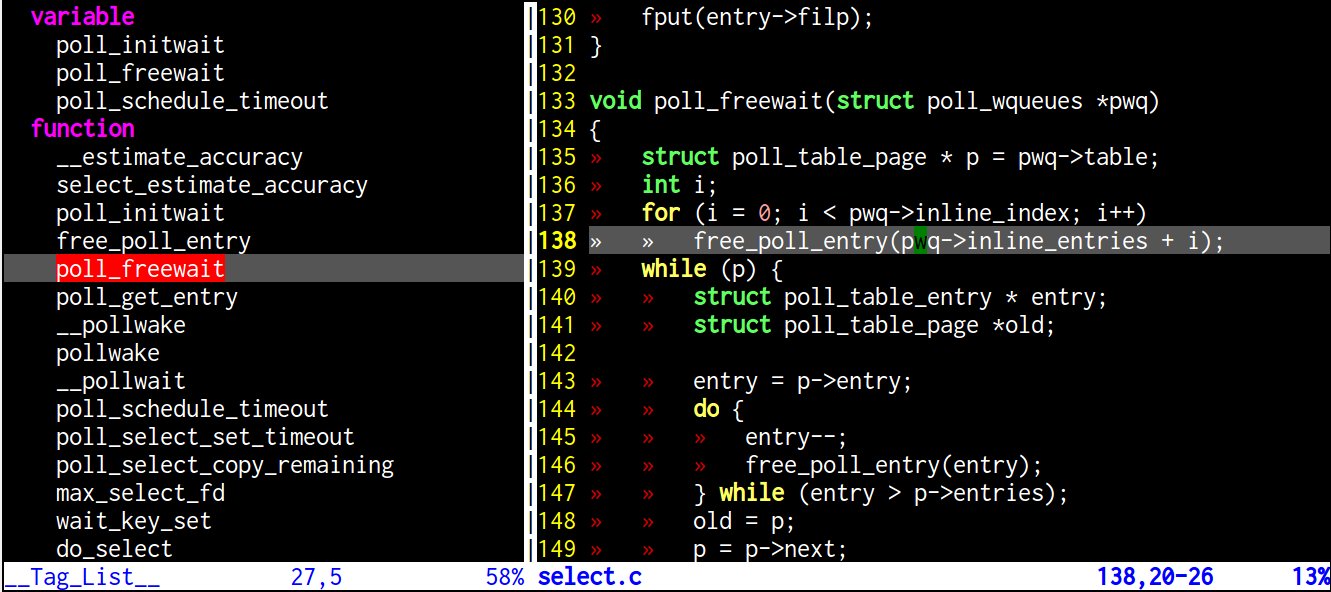 variable
poll_initwait
poll_freewait
poll_schedule_timeout
function
__estimate_accuracy
select_estimate_accuracy
poll_initwait
free_poll_entry
poll_freewait
poll_get_entry
__pollwake
pollwake
__pollwait
poll_schedule_timeout
poll_select_set_timeout
poll_select_copy_remaining
max_select_fd
wait_key_set
do_select
__Tag_List__ 27,5 58%
130 » fput(entry->filp);
131 }
132
133 void poll_freewait(struct poll_wqueues *pwq)
134 {
135 » struct poll_table_page * p = pwq->table;
136 » int i;
137 » for (i = 0; i < pwq->inline_index; i++)
138 » » free_poll_entry(pwq->inline_entries + i);
139 » while (p) {
140 » » struct poll_table_entry * entry;
141 » » struct poll_table_page *old;
142
143 » » entry = p->entry;
144 » » do {
145 » » » entry--;
146 » » » free_poll_entry(entry);
147 » » } while (entry > p->entries);
148 » » old = p;
149 » » p = p->next;
select.c 138,20-26 13%